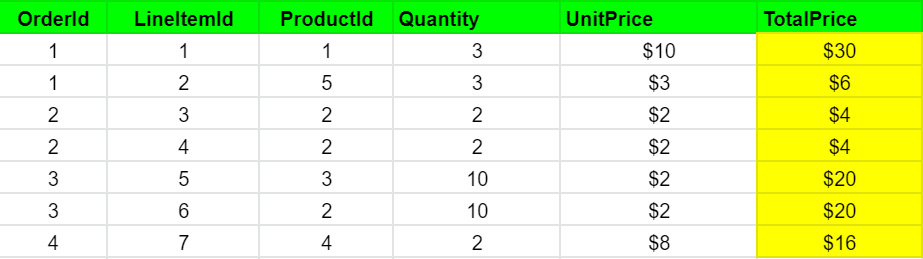 OrderId LineItemId ProductId Quantity UnitPrice TotalPrice
1 1 1 3 $10 $30
1 2 5 3 $3 $6
2 3 2 2 $2 $4
2 4 2 2 $2 $4
3 5 3 10 $2 $20
3 6 2 10 $2 $20
4 7 4 2 $8 $16